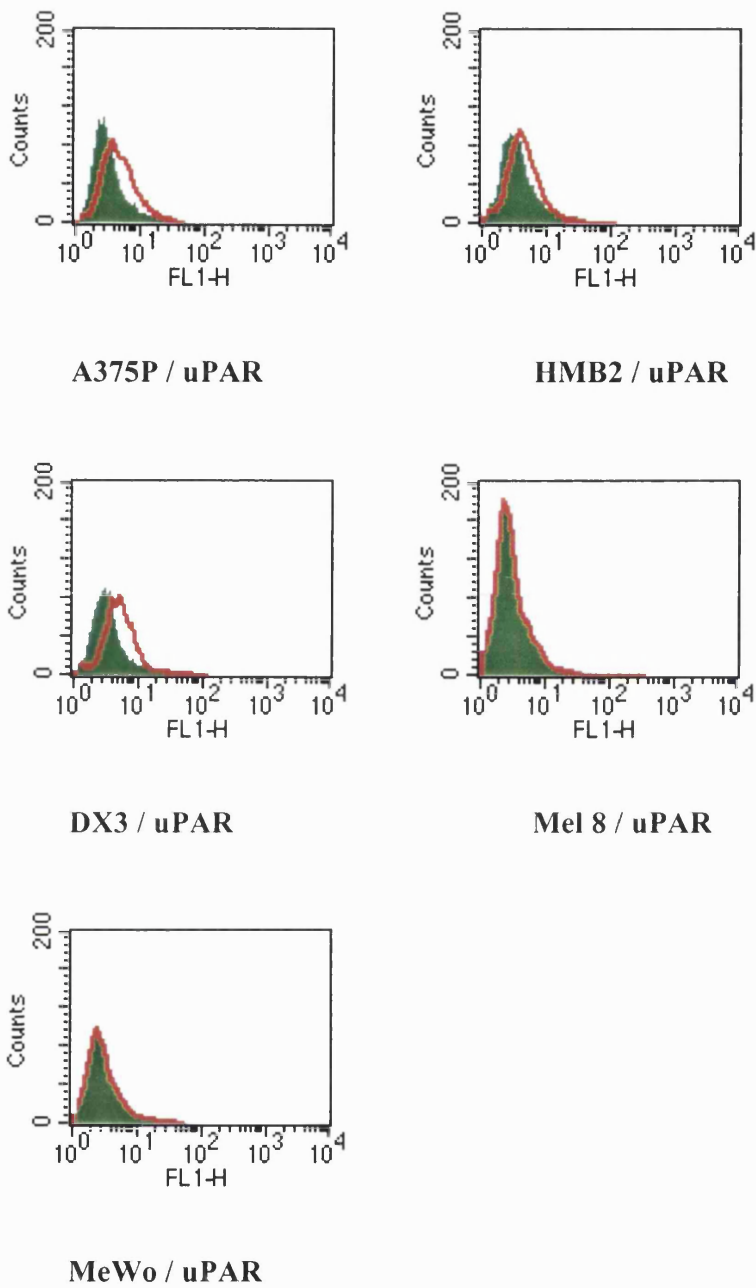 200
Counts
0
10^0 10^1 10^2 10^3 10^4
FL1-H
A375P / uPAR
200
Counts
0
10^0 10^1 10^2 10^3 10^4
FL1-H
HMB2 / uPAR
200
Counts
0
10^0 10^1 10^2 10^3 10^4
FL1-H
DX3 / uPAR
200
Counts
0
10^0 10^1 10^2 10^3 10^4
FL1-H
Mel 8 / uPAR
200
Counts
0
10^0 10^1 10^2 10^3 10^4
FL1-H
MeWo / uPAR